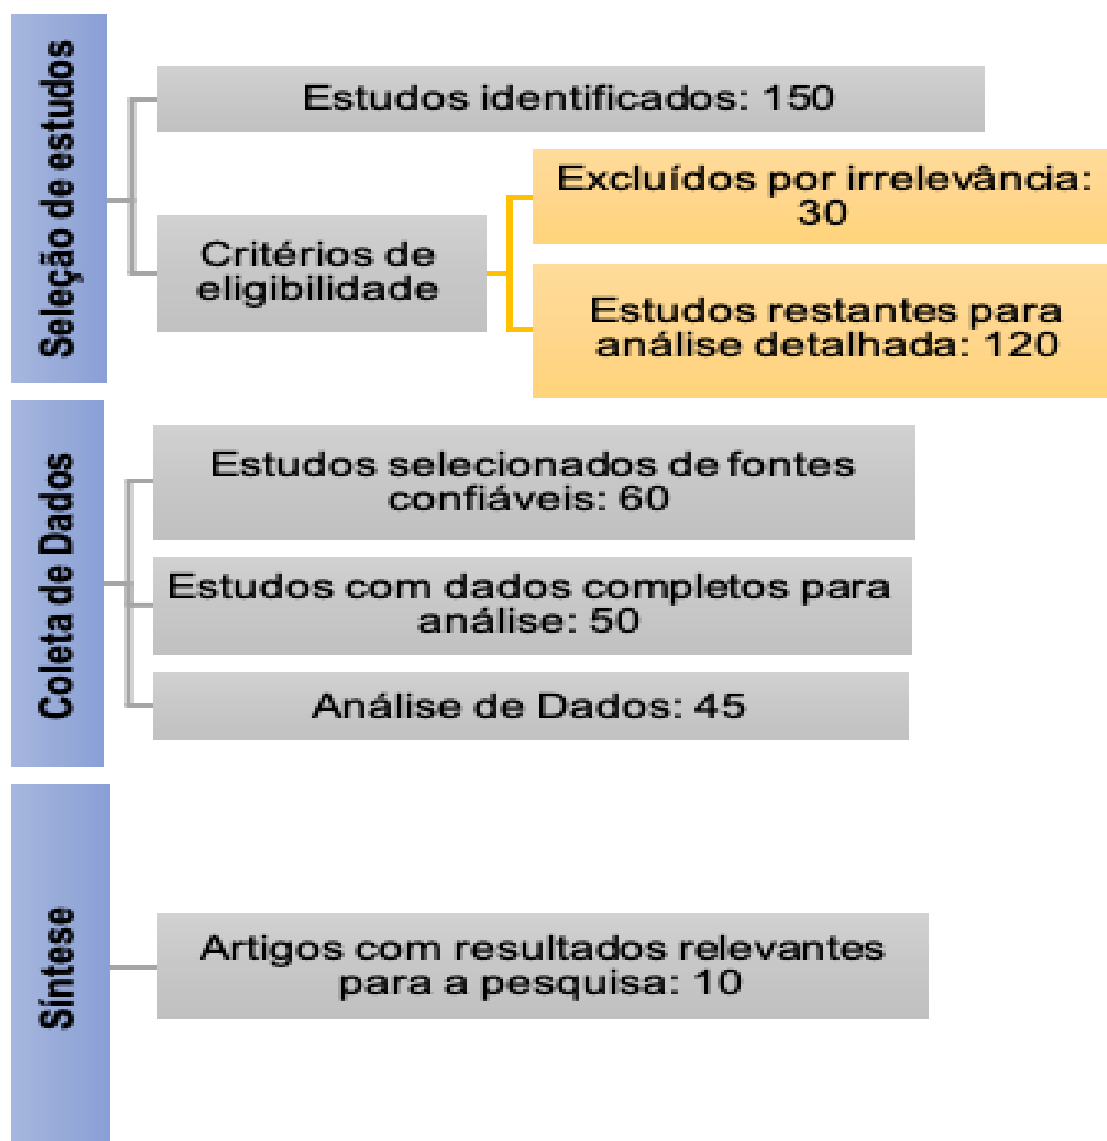 Seleção de estudos
Estudos identificados: 150
Critérios de
eligibilidade
Excluídos por irrelevância:
30
Estudos restantes para
análise detalhada: 120
Coleta de Dados
Estudos selecionados de fontes
confiáveis: 60
Estudos com dados completos para
análise: 50
Análise de Dados: 45
Síntese
Artigos com resultados relevantes
para a pesquisa: 10